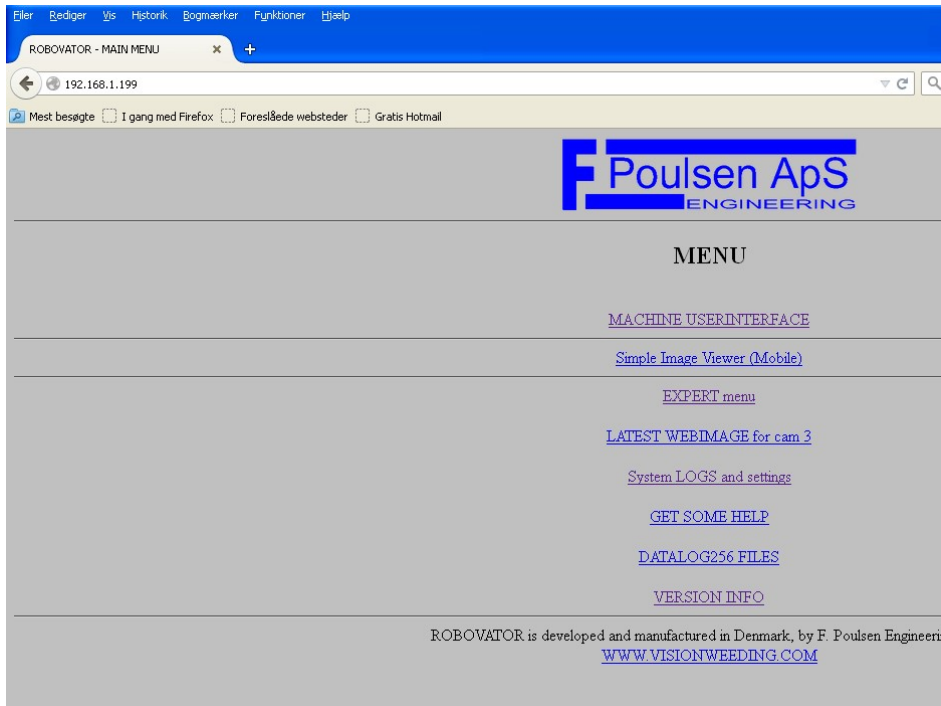 Filer Rediger Vis Historik Bogmærker Funktioner Hjælp
ROBOVATOR - MAIN MENU
192.168.1.199
Mest besøgte I gang med Firefox Foreslåede websteder Gratis Hotmail
F Poulsen ApS
ENGINEERING
MENU
MACHINE USERINTERFACE
Simple Image Viewer (Mobile)
EXPERT menu
LATEST WEBIMAGE for cam 3
System LOGS and settings
GET SOME HELP
DATALOG256 FILES
VERSION INFO
ROBOVATOR is developed and manufactured in Denmark, by F. Poulsen Engineeri
WWW.VISIONWEEDING.COM